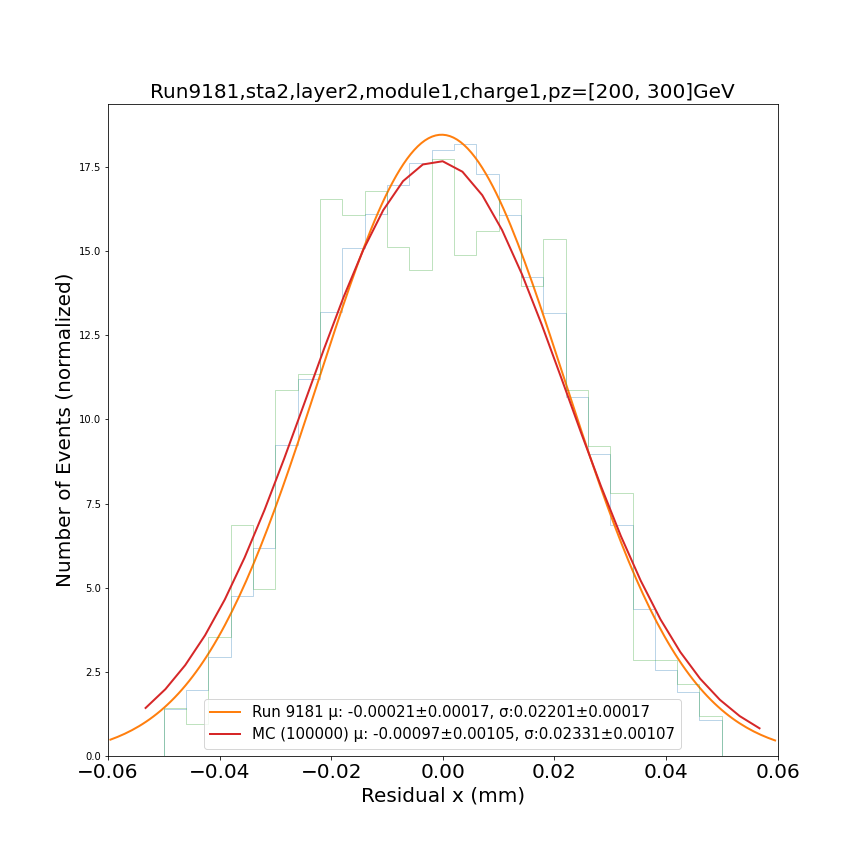 Run9181,sta2,layer2,module1,charge1,pz=[200, 300]GeV
Number of Events (normalized)
17.5
15.0
12.5
10.0
7.5
5.0
2.5
0.0
Run 9181 μ: -0.00021±0.00017, σ:0.02201±0.00017
MC (100000) μ: -0.00097±0.00105, σ:0.02331±0.00107
−0.06 −0.04 −0.02 0.00 0.02 0.04 0.06
Residual x (mm)